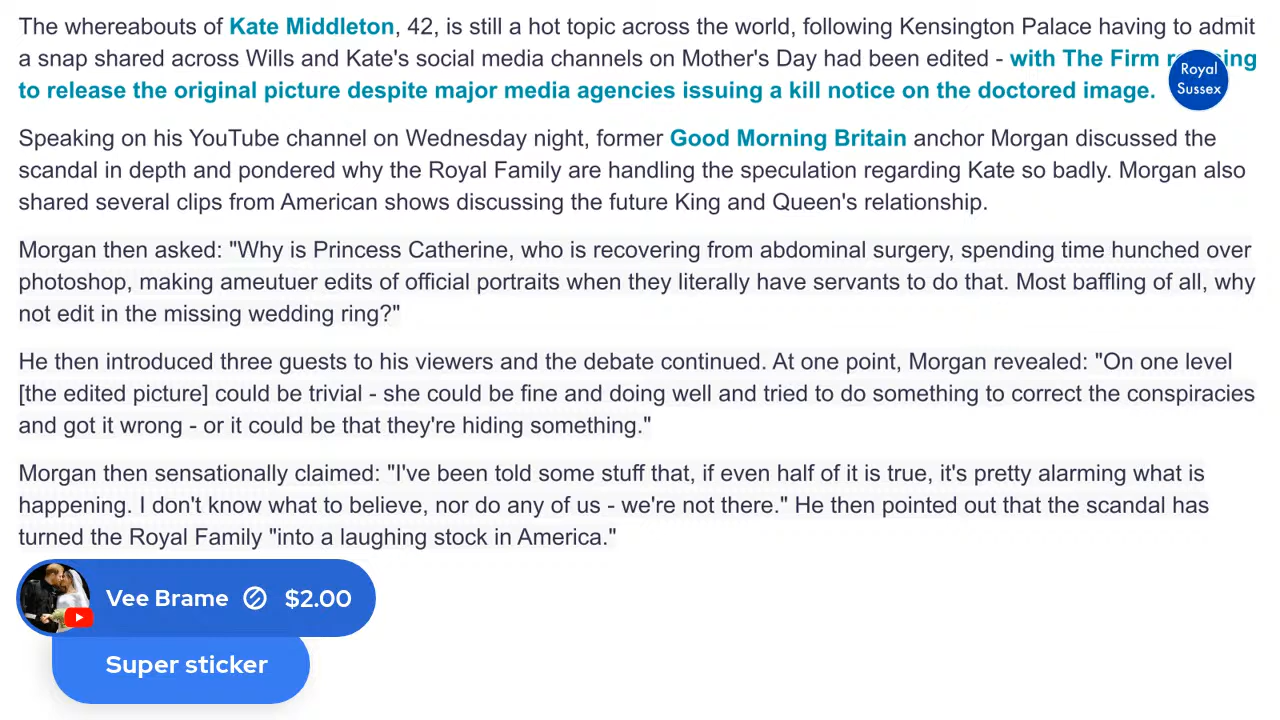 The whereabouts of Kate Middleton, 42, is still a hot topic across the world, following Kensington Palace having to admit
a snap shared across Wills and Kate's social media channels on Mother's Day had been edited - with The Firm r ing
to release the original picture despite major media agencies issuing a kill notice on the doctored image.
Royal
Sussex
Speaking on his YouTube channel on Wednesday night, former Good Morning Britain anchor Morgan discussed the
scandal in depth and pondered why the Royal Family are handling the speculation regarding Kate so badly. Morgan also
shared several clips from American shows discussing the future King and Queen's relationship.
Morgan then asked: "Why is Princess Catherine, who is recovering from abdominal surgery, spending time hunched over
photoshop, making ameutuer edits of official portraits when they literally have servants to do that. Most baffling of all, why
not edit in the missing wedding ring?"
He then introduced three guests to his viewers and the debate continued. At one point, Morgan revealed: "On one level
[the edited picture] could be trivial - she could be fine and doing well and tried to do something to correct the conspiracies
and got it wrong - or it could be that they're hiding something."
Morgan then sensationally claimed: "I've been told some stuff that, if even half of it is true, it's pretty alarming what is
happening. I don't know what to believe, nor do any of us - we're not there." He then pointed out that the scandal has
turned the Royal Family "into a laughing stock in America."
Vee Brame $2.00
Super sticker